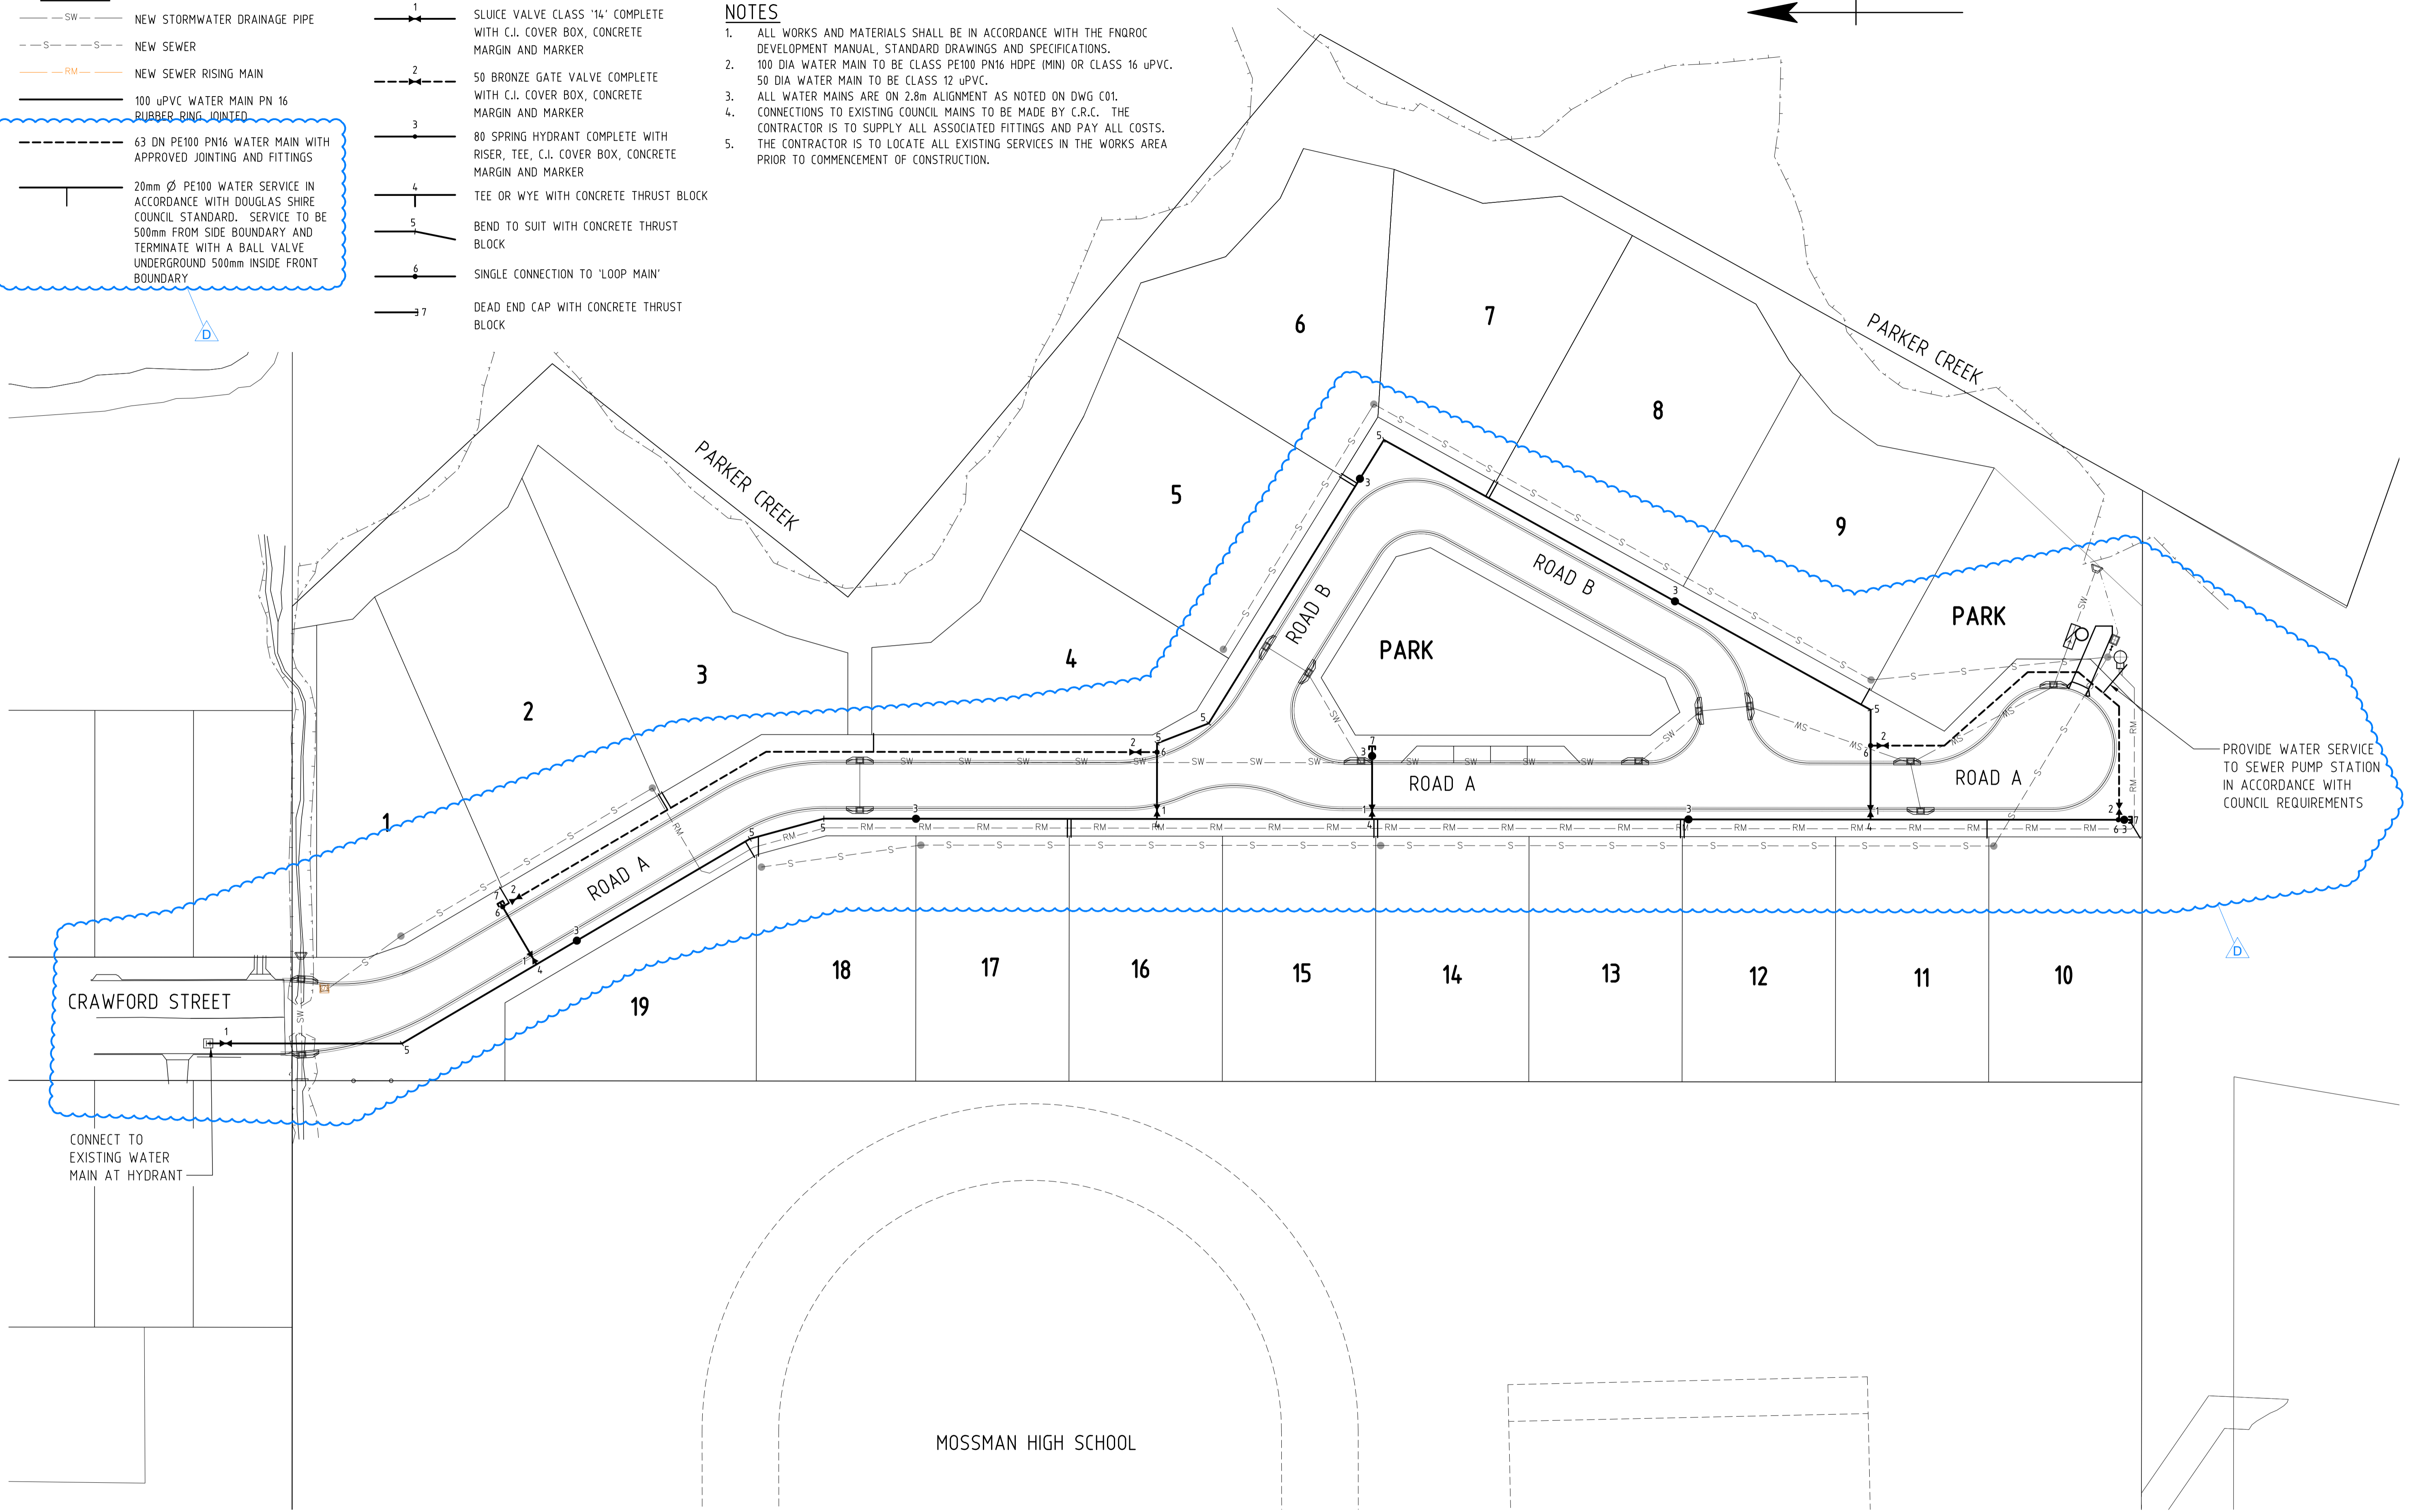 SW
NEW STORMWATER DRAINAGE PIPE
S S
NEW SEWER
RM
NEW SEWER RISING MAIN
100 uPVC WATER MAIN PN 16
RUBBER RING JOINTED
63 DN PE100 PN16 WATER MAIN WITH
APPROVED JOINTING AND FITTINGS
20mm Ø PE100 WATER SERVICE IN
ACCORDANCE WITH DOUGLAS SHIRE
COUNCIL STANDARD. SERVICE TO BE
500mm FROM SIDE BOUNDARY AND
TERMINATE WITH A BALL VALVE
UNDERGROUND 500mm INSIDE FRONT
BOUNDARY
D
1
SLUICE VALVE CLASS '14' COMPLETE
WITH C.I. COVER BOX, CONCRETE
MARGIN AND MARKER
2
50 BRONZE GATE VALVE COMPLETE
WITH C.I. COVER BOX, CONCRETE
MARGIN AND MARKER
3
80 SPRING HYDRANT COMPLETE WITH
RISER, TEE, C.I. COVER BOX, CONCRETE
MARGIN AND MARKER
4
TEE OR WYE WITH CONCRETE THRUST BLOCK
5
BEND TO SUIT WITH CONCRETE THRUST
BLOCK
6
SINGLE CONNECTION TO 'LOOP MAIN'
7
DEAD END CAP WITH CONCRETE THRUST
BLOCK
NOTES
1. ALL WORKS AND MATERIALS SHALL BE IN ACCORDANCE WITH THE FNQROC
DEVELOPMENT MANUAL, STANDARD DRAWINGS AND SPECIFICATIONS.
2. 100 DIA WATER MAIN TO BE CLASS PE100 PN16 HDPE (MIN) OR CLASS 16 uPVC.
50 DIA WATER MAIN TO BE CLASS 12 uPVC.
3. ALL WATER MAINS ARE ON 2.8m ALIGNMENT AS NOTED ON DWG C01.
4. CONNECTIONS TO EXISTING COUNCIL MAINS TO BE MADE BY C.R.C. THE
CONTRACTOR IS TO SUPPLY ALL ASSOCIATED FITTINGS AND PAY ALL COSTS.
5. THE CONTRACTOR IS TO LOCATE ALL EXISTING SERVICES IN THE WORKS AREA
PRIOR TO COMMENCEMENT OF CONSTRUCTION.
PARKER CREEK
PARKER CREEK
6
7
8
9
5
4
3
2
1
ROAD B
ROAD B
PARK
PARK
ROAD A
ROAD A
ROAD A
PROVIDE WATER SERVICE
TO SEWER PUMP STATION
IN ACCORDANCE WITH
COUNCIL REQUIREMENTS
D
19
18
17
16
15
14
13
12
11
10
CRAWFORD STREET
CONNECT TO
EXISTING WATER
MAIN AT HYDRANT
MOSSMAN HIGH SCHOOL